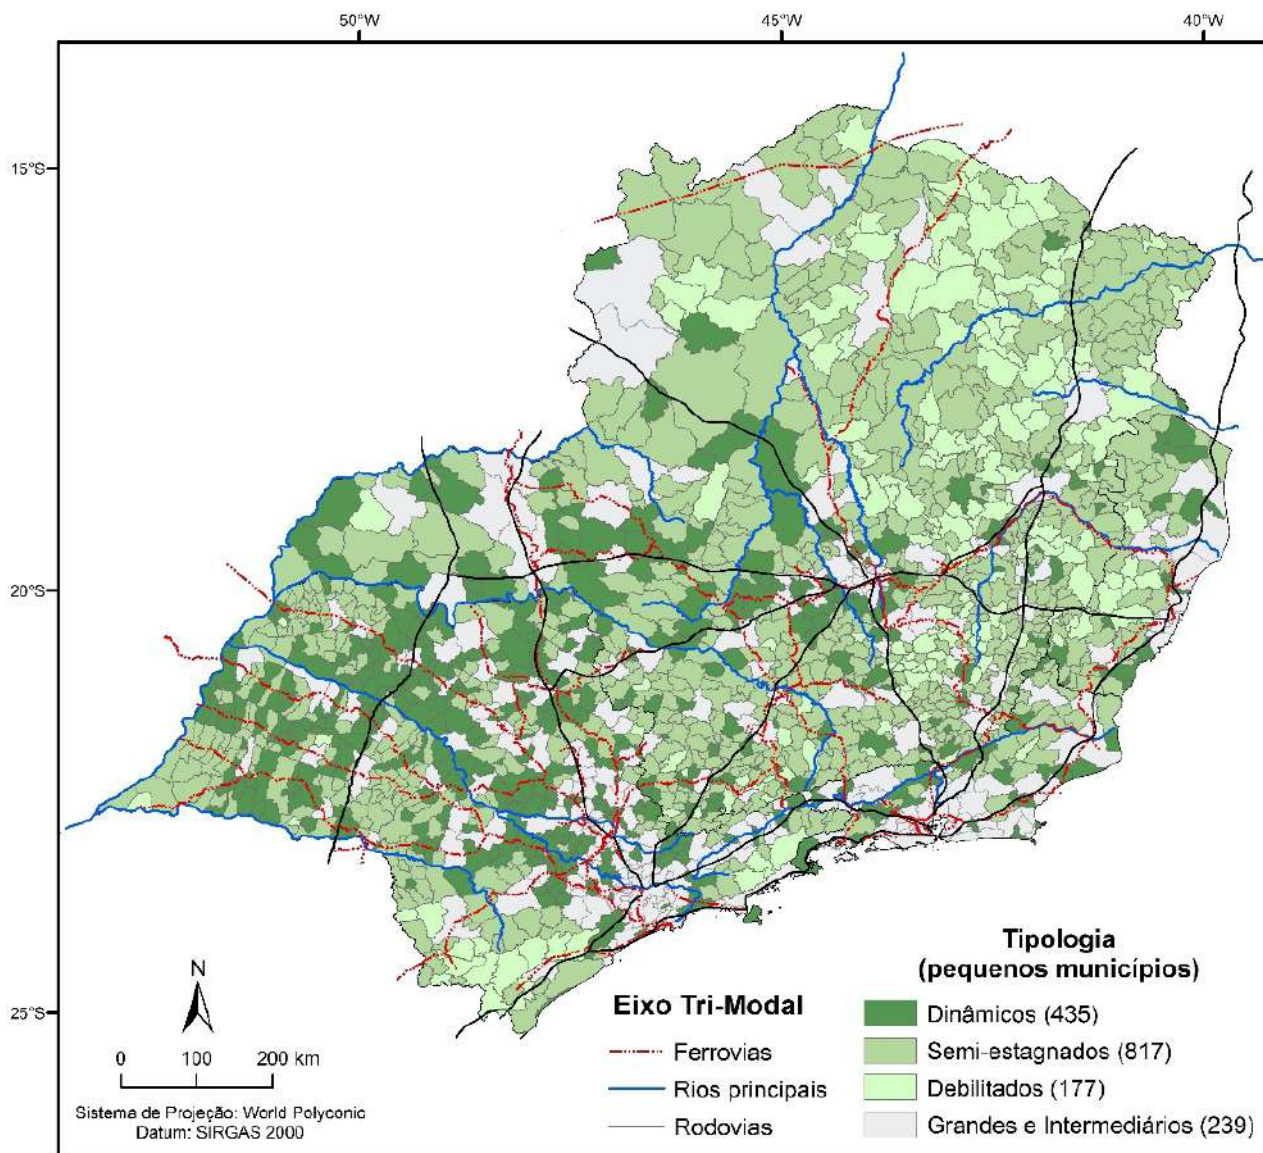 50°W 45°W 40°W
15°S
20°S
25°S
N
0 100 200 km
Sistema de Projeção: World Polyconic
Datum: SIRGAS 2000
Eixo Tri-Modal
Ferrovias
Rios principais
Rodovias
Tipologia
(pequenos municípios)
Dinâmicos (435)
Semi-estagnados (817)
Debilitados (177)
Grandes e Intermediários (239)